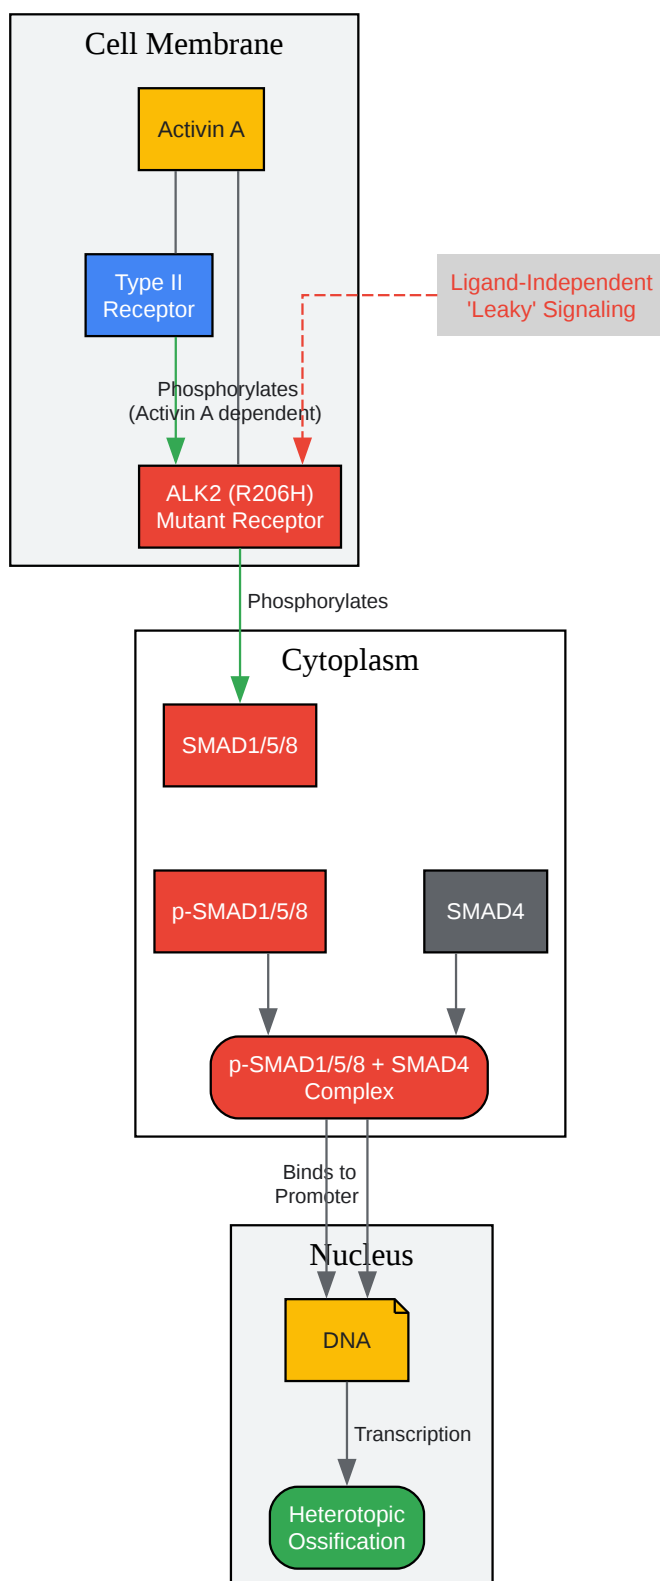 Cell Membrane
Activin A
Type II
Receptor
Ligand-Independent
'Leaky' Signaling
Phosphorylates
(Activin A dependent)
ALK2 (R206H)
Mutant Receptor
Phosphorylates
Cytoplasm
SMAD1/5/8
p-SMAD1/5/8
SMAD4
p-SMAD1/5/8 + SMAD4
Complex
Binds to
Promoter
Nucleus
DNA
Transcription
Heterotopic
Ossification